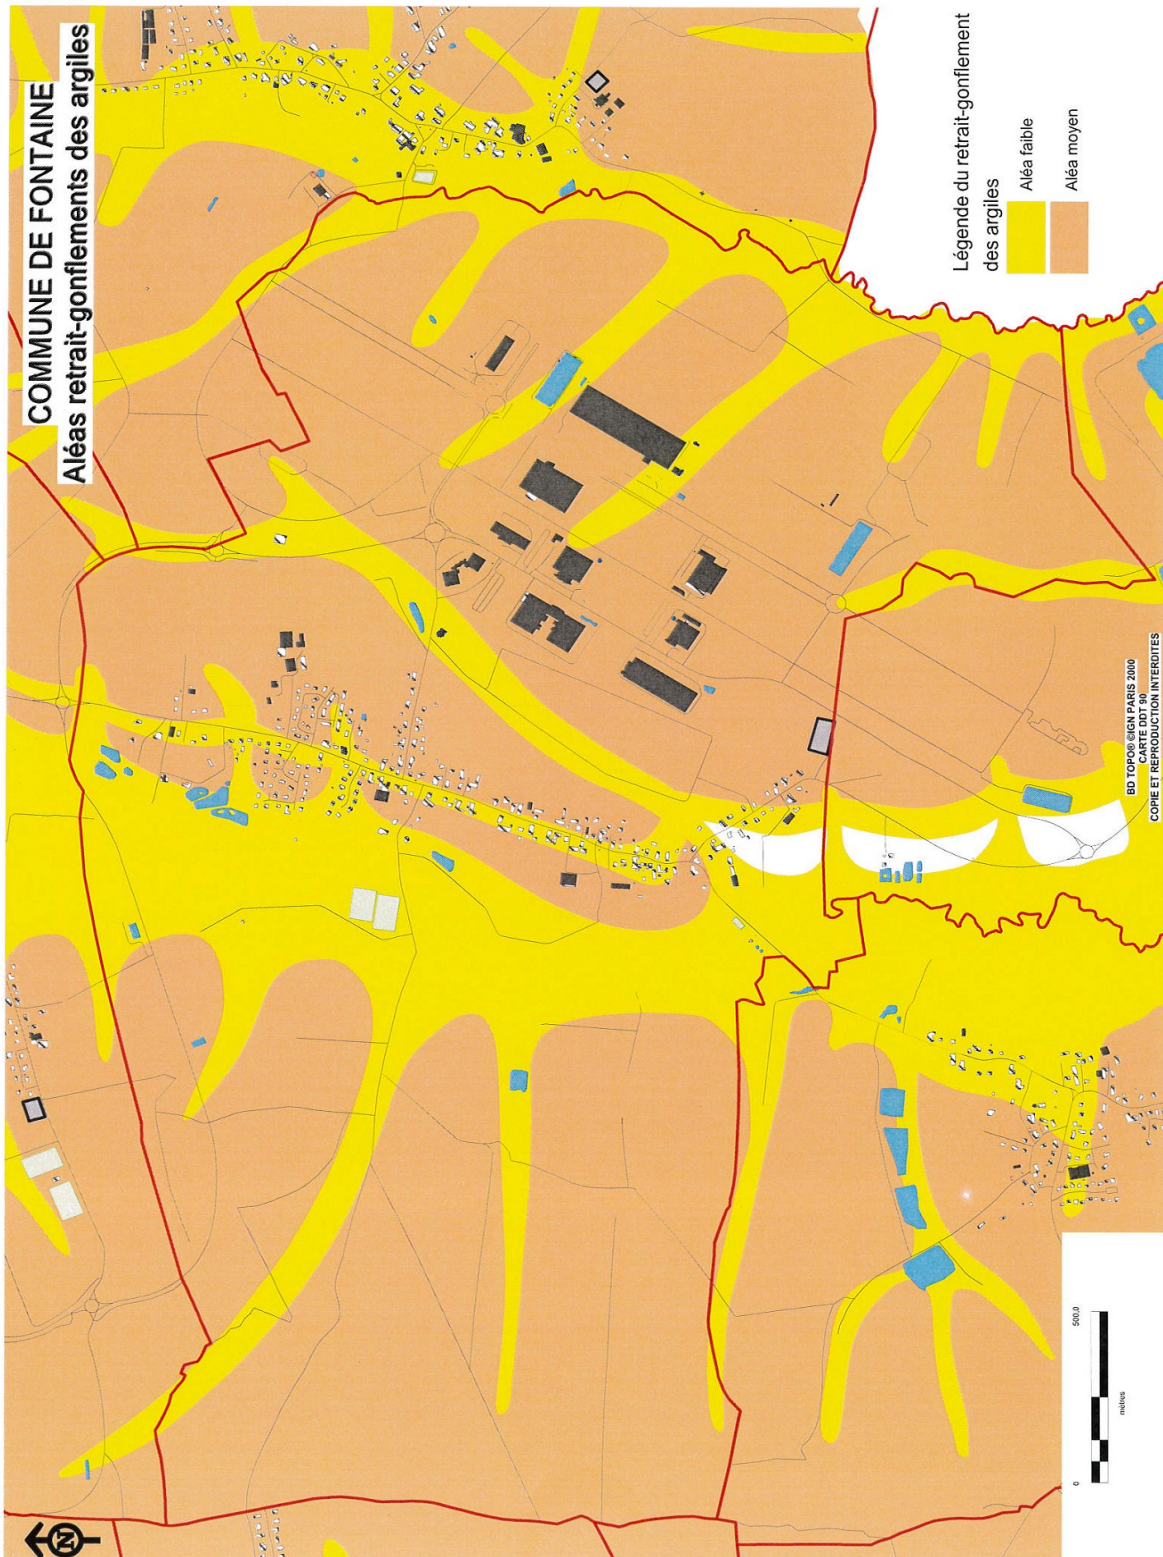 COMMUNE DE FONTAINE
Aléas retrait-gonflements des argiles
Légende du retrait-gonflement
des argiles
Aléa faible
Aléa moyen
BD TOPO® ©IGN PARIS 2000
CARTE DDT 90
COPIE ET REPRODUCTION INTERDITES
0
500,0
mètres
N